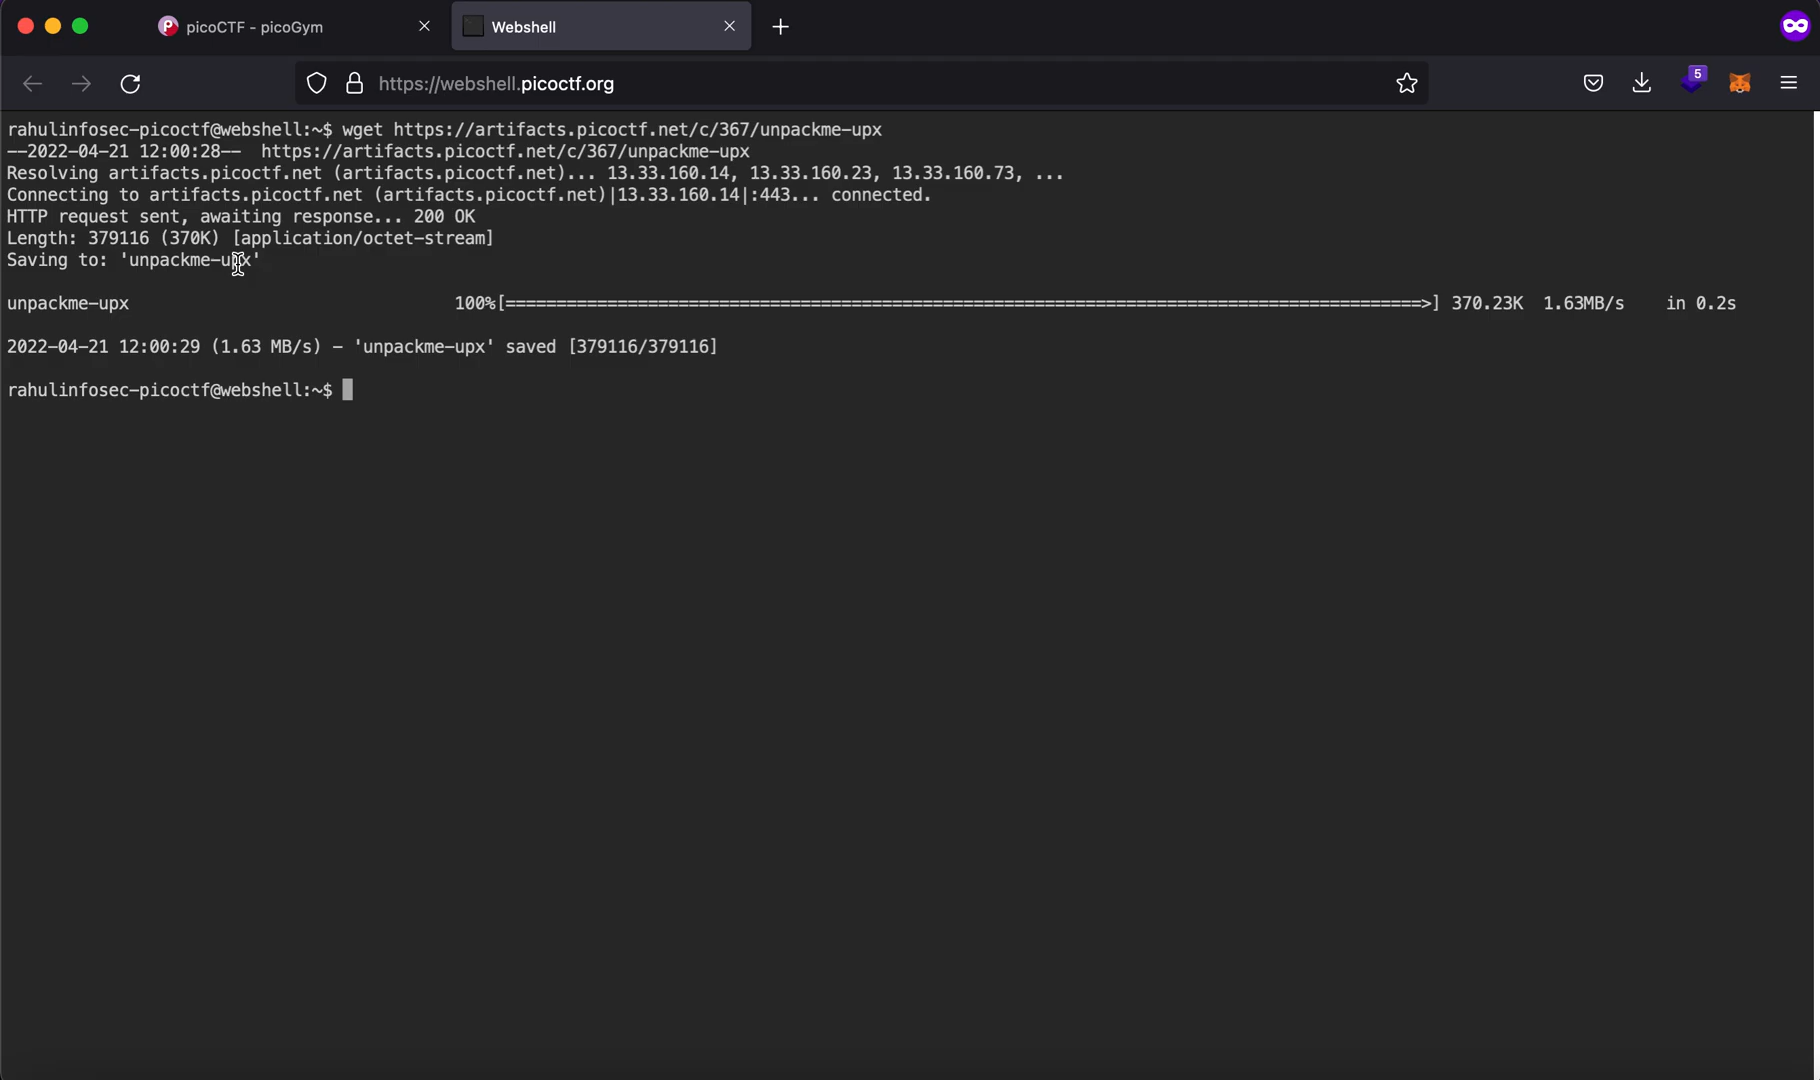 picoCTF - picoGym
Webshell
5
https://webshell.picoctf.org
rahulinfosec-picoctf@webshell:~$ wget https://artifacts.picoctf.net/c/367/unpackme-upx
--2022-04-21 12:00:28--  https://artifacts.picoctf.net/c/367/unpackme-upx
Resolving artifacts.picoctf.net (artifacts.picoctf.net)... 13.33.160.14, 13.33.160.23, 13.33.160.73, ...
Connecting to artifacts.picoctf.net (artifacts.picoctf.net)|13.33.160.14|:443... connected.
HTTP request sent, awaiting response... 200 OK
Length: 379116 (370K) [application/octet-stream]
Saving to: 'unpackme-upx'
unpackme-upx 100%[==========================================================================================>] 370.23K 1.63MB/s in 0.2s
2022-04-21 12:00:29 (1.63 MB/s) - 'unpackme-upx' saved [379116/379116]
rahulinfosec-picoctf@webshell:~$